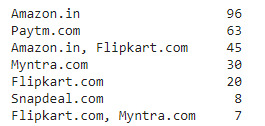 Amazon.in 96
Paytm.com 63
Amazon.in, Flipkart.com 45
Myntra.com 30
Flipkart.com 20
Snapdeal.com 8
Flipkart.com, Myntra.com 7